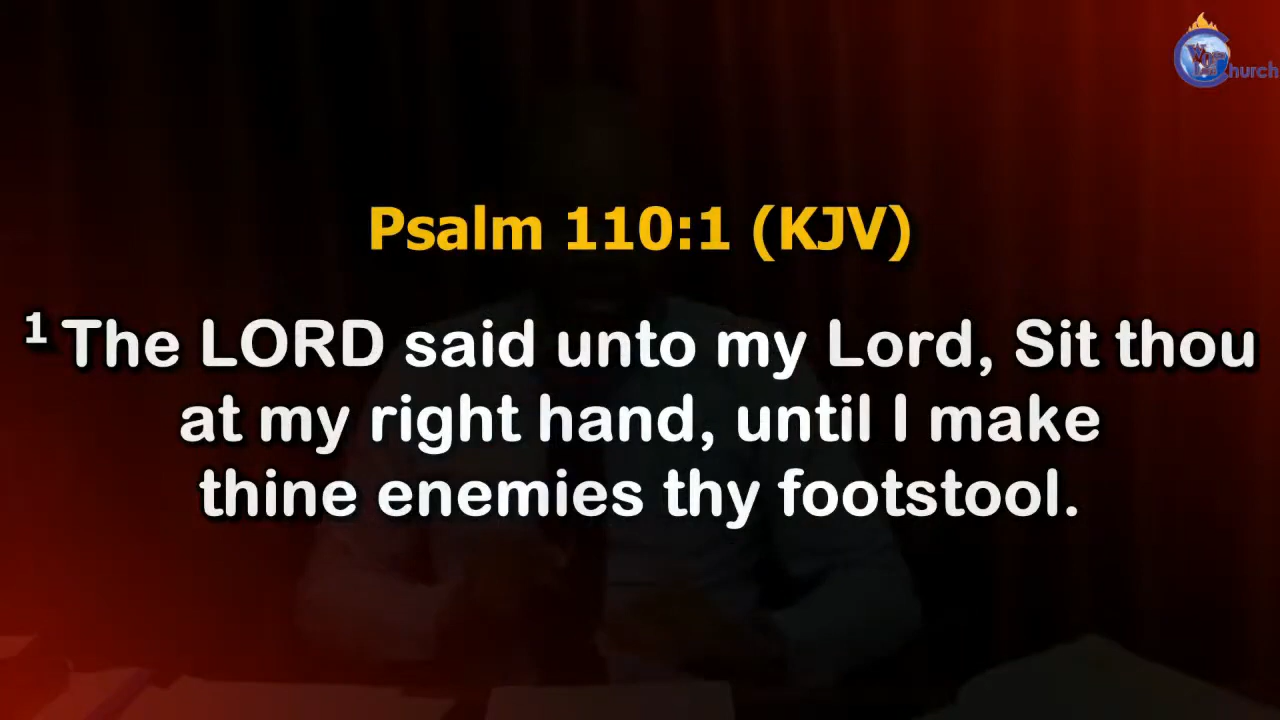 Church
Psalm 110:1 (KJV)
1 The LORD said unto my Lord, Sit thou
at my right hand, until I make
thine enemies thy footstool.